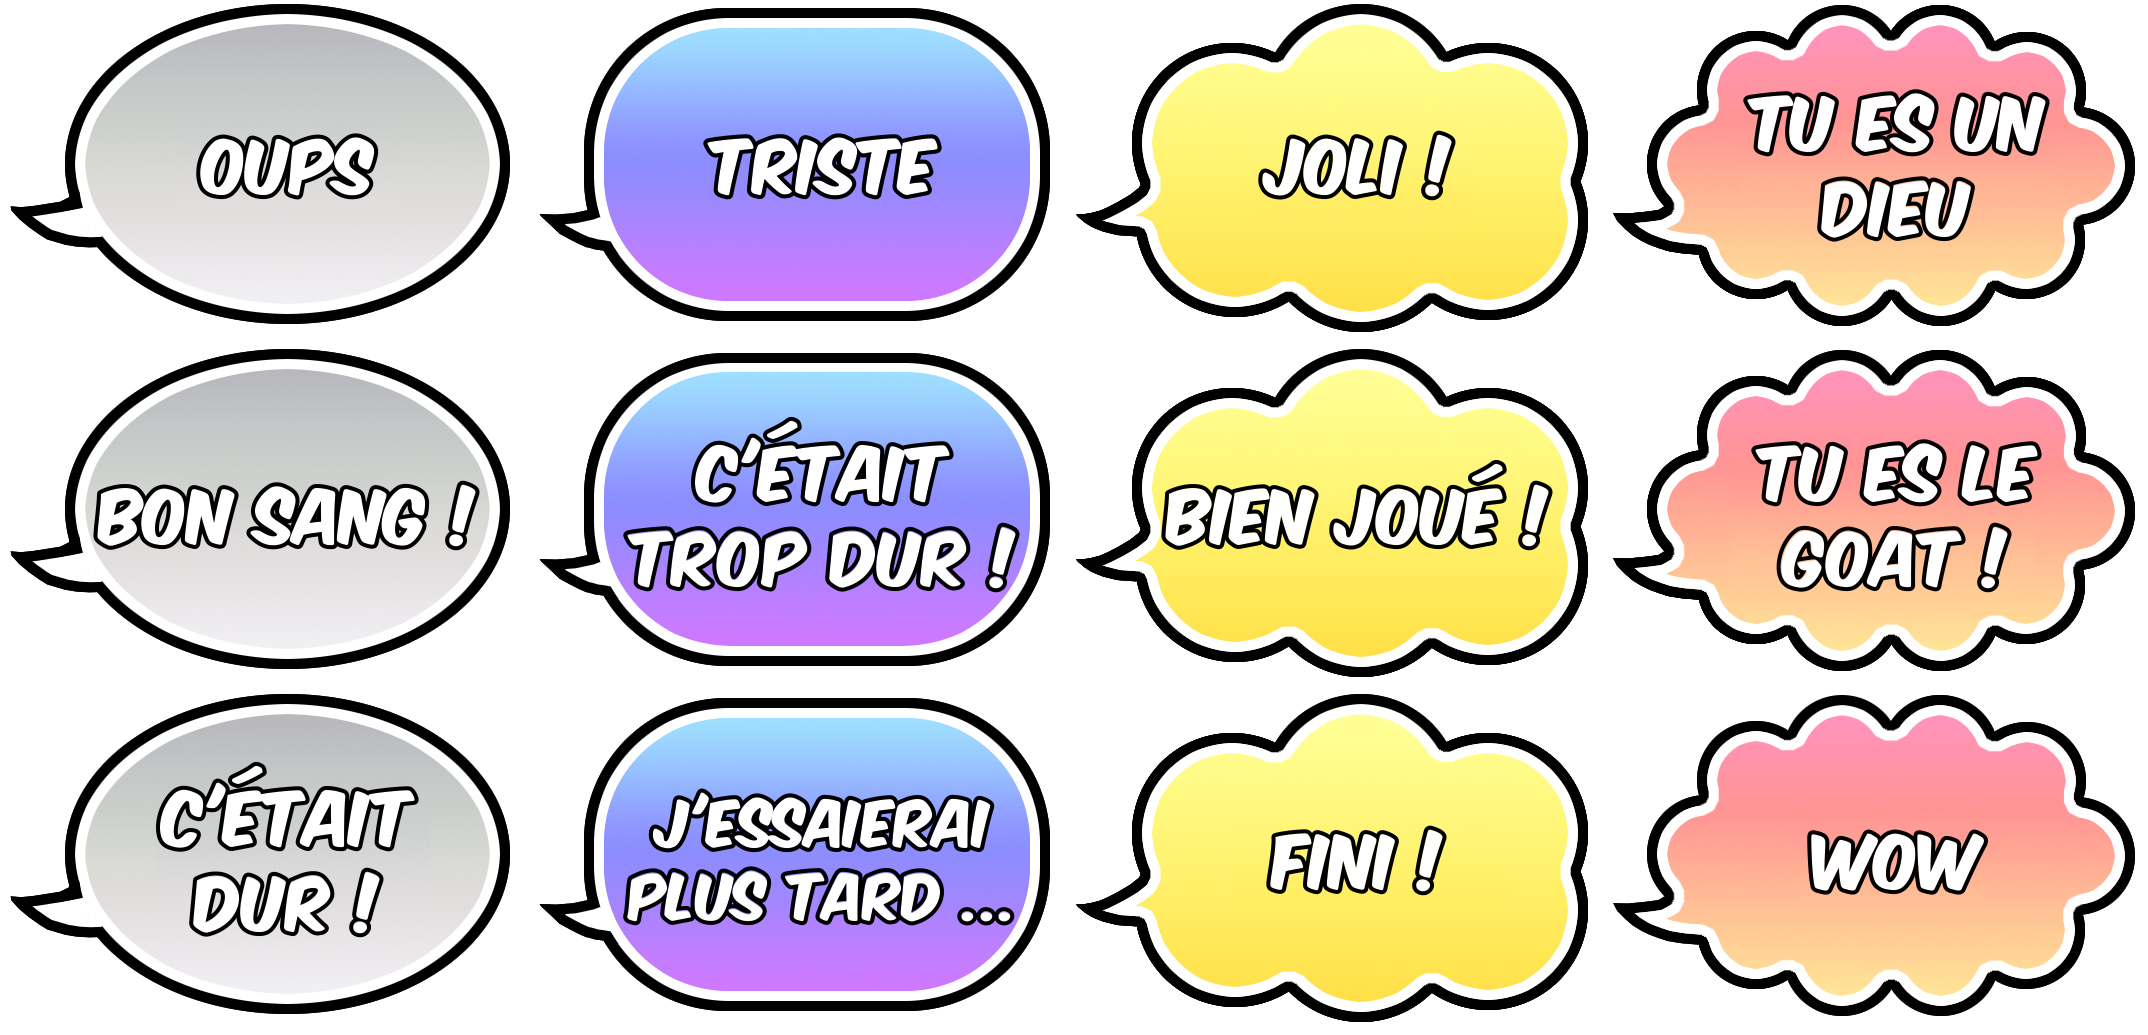 OUPS
TRISTE
JOLI !
TU ES UN
DIEU
BON SANG !
C'ÉTAIT
TROP DUR !
BIEN JOUÉ !
TU ES LE
GOAT !
C'ÉTAIT
DUR !
J'ESSAIERAI
PLUS TARD ...
FINI !
WOW